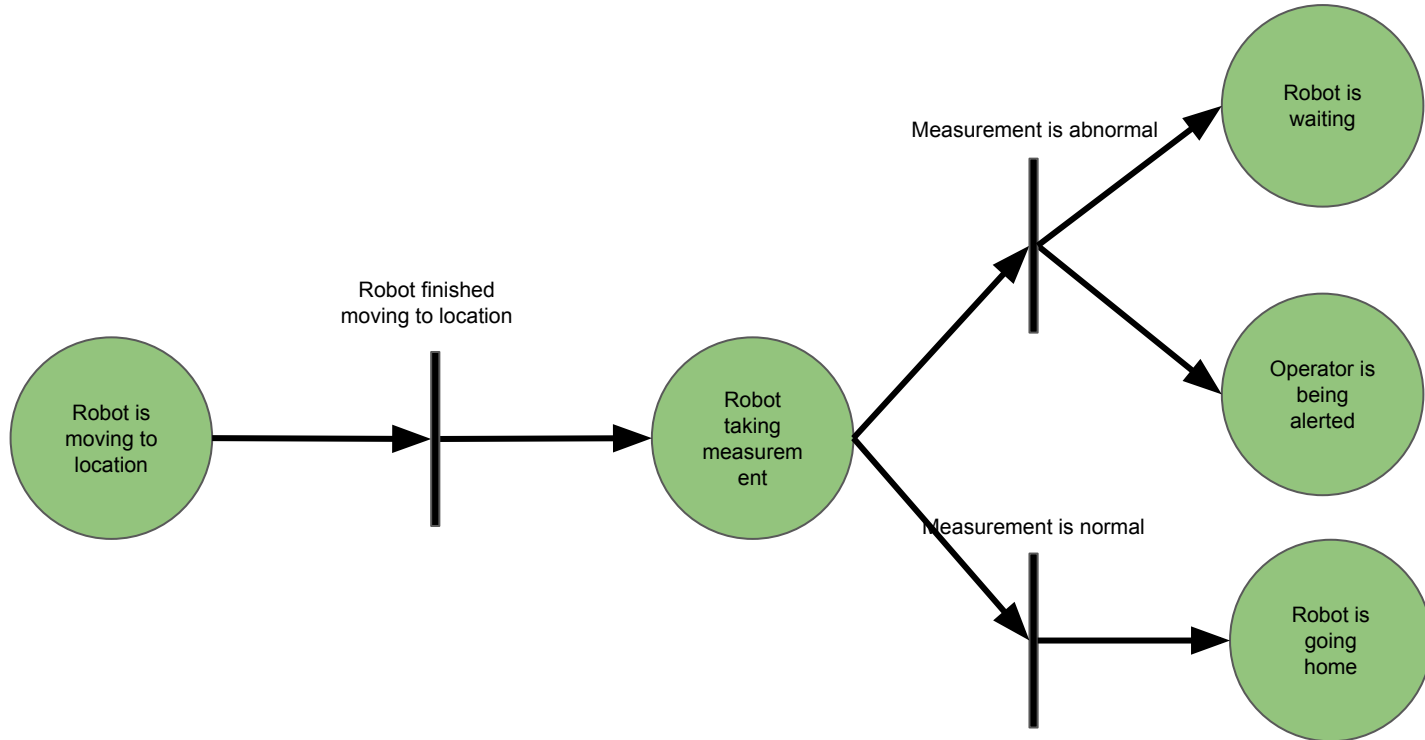 Robot is
moving to
location
Robot finished
moving to location
Robot
taking
measurem
ent
Measurement is abnormal
Robot is
waiting
Operator is
being
alerted
Measurement is normal
Robot is
going
home